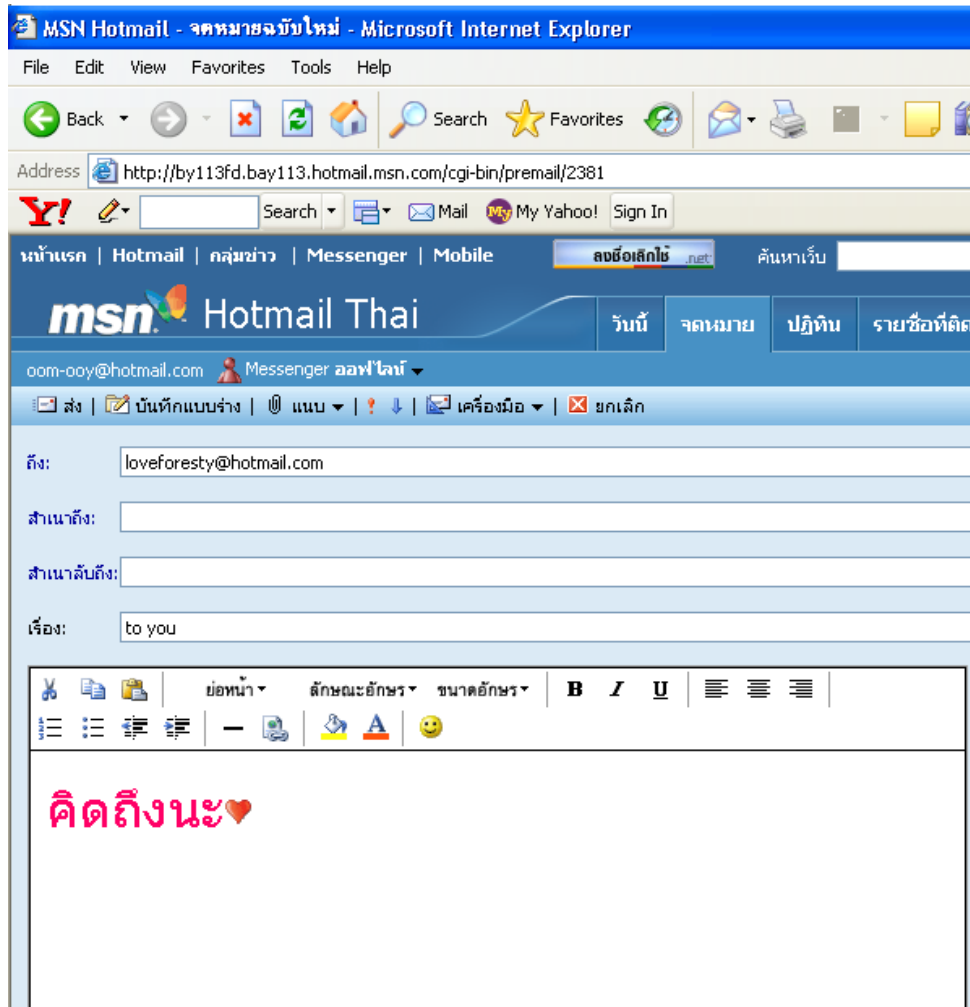 MSN Hotmail - จดหมายฉบับใหม่ - Microsoft Internet Explorer
File Edit View Favorites Tools Help
Back Search Favorites
Address http://by113fd.bay113.hotmail.msn.com/cgi-bin/premail/2381
Y! Search Mail My My Yahoo! Sign In
หน้าแรก | Hotmail | กลุ่มข่าว | Messenger | Mobile ลงชื่อเลิกใช้ .net ค้นหาเว็บ
msn Hotmail Thai วันนี้ จดหมาย ปฏิทิน รายชื่อที่ติด
oom-ooy@hotmail.com Messenger ออฟไลน์
ส่ง | บันทึกแบบร่าง | แนบ | เครื่องมือ | ยกเลิก
ถึง: loveforesty@hotmail.com
สำเนาถึง:
สำเนาลับถึง:
เรื่อง: to you
ย่อหน้า ลักษณะอักษร ขนาดอักษร B I U
A
คิดถึงนะ